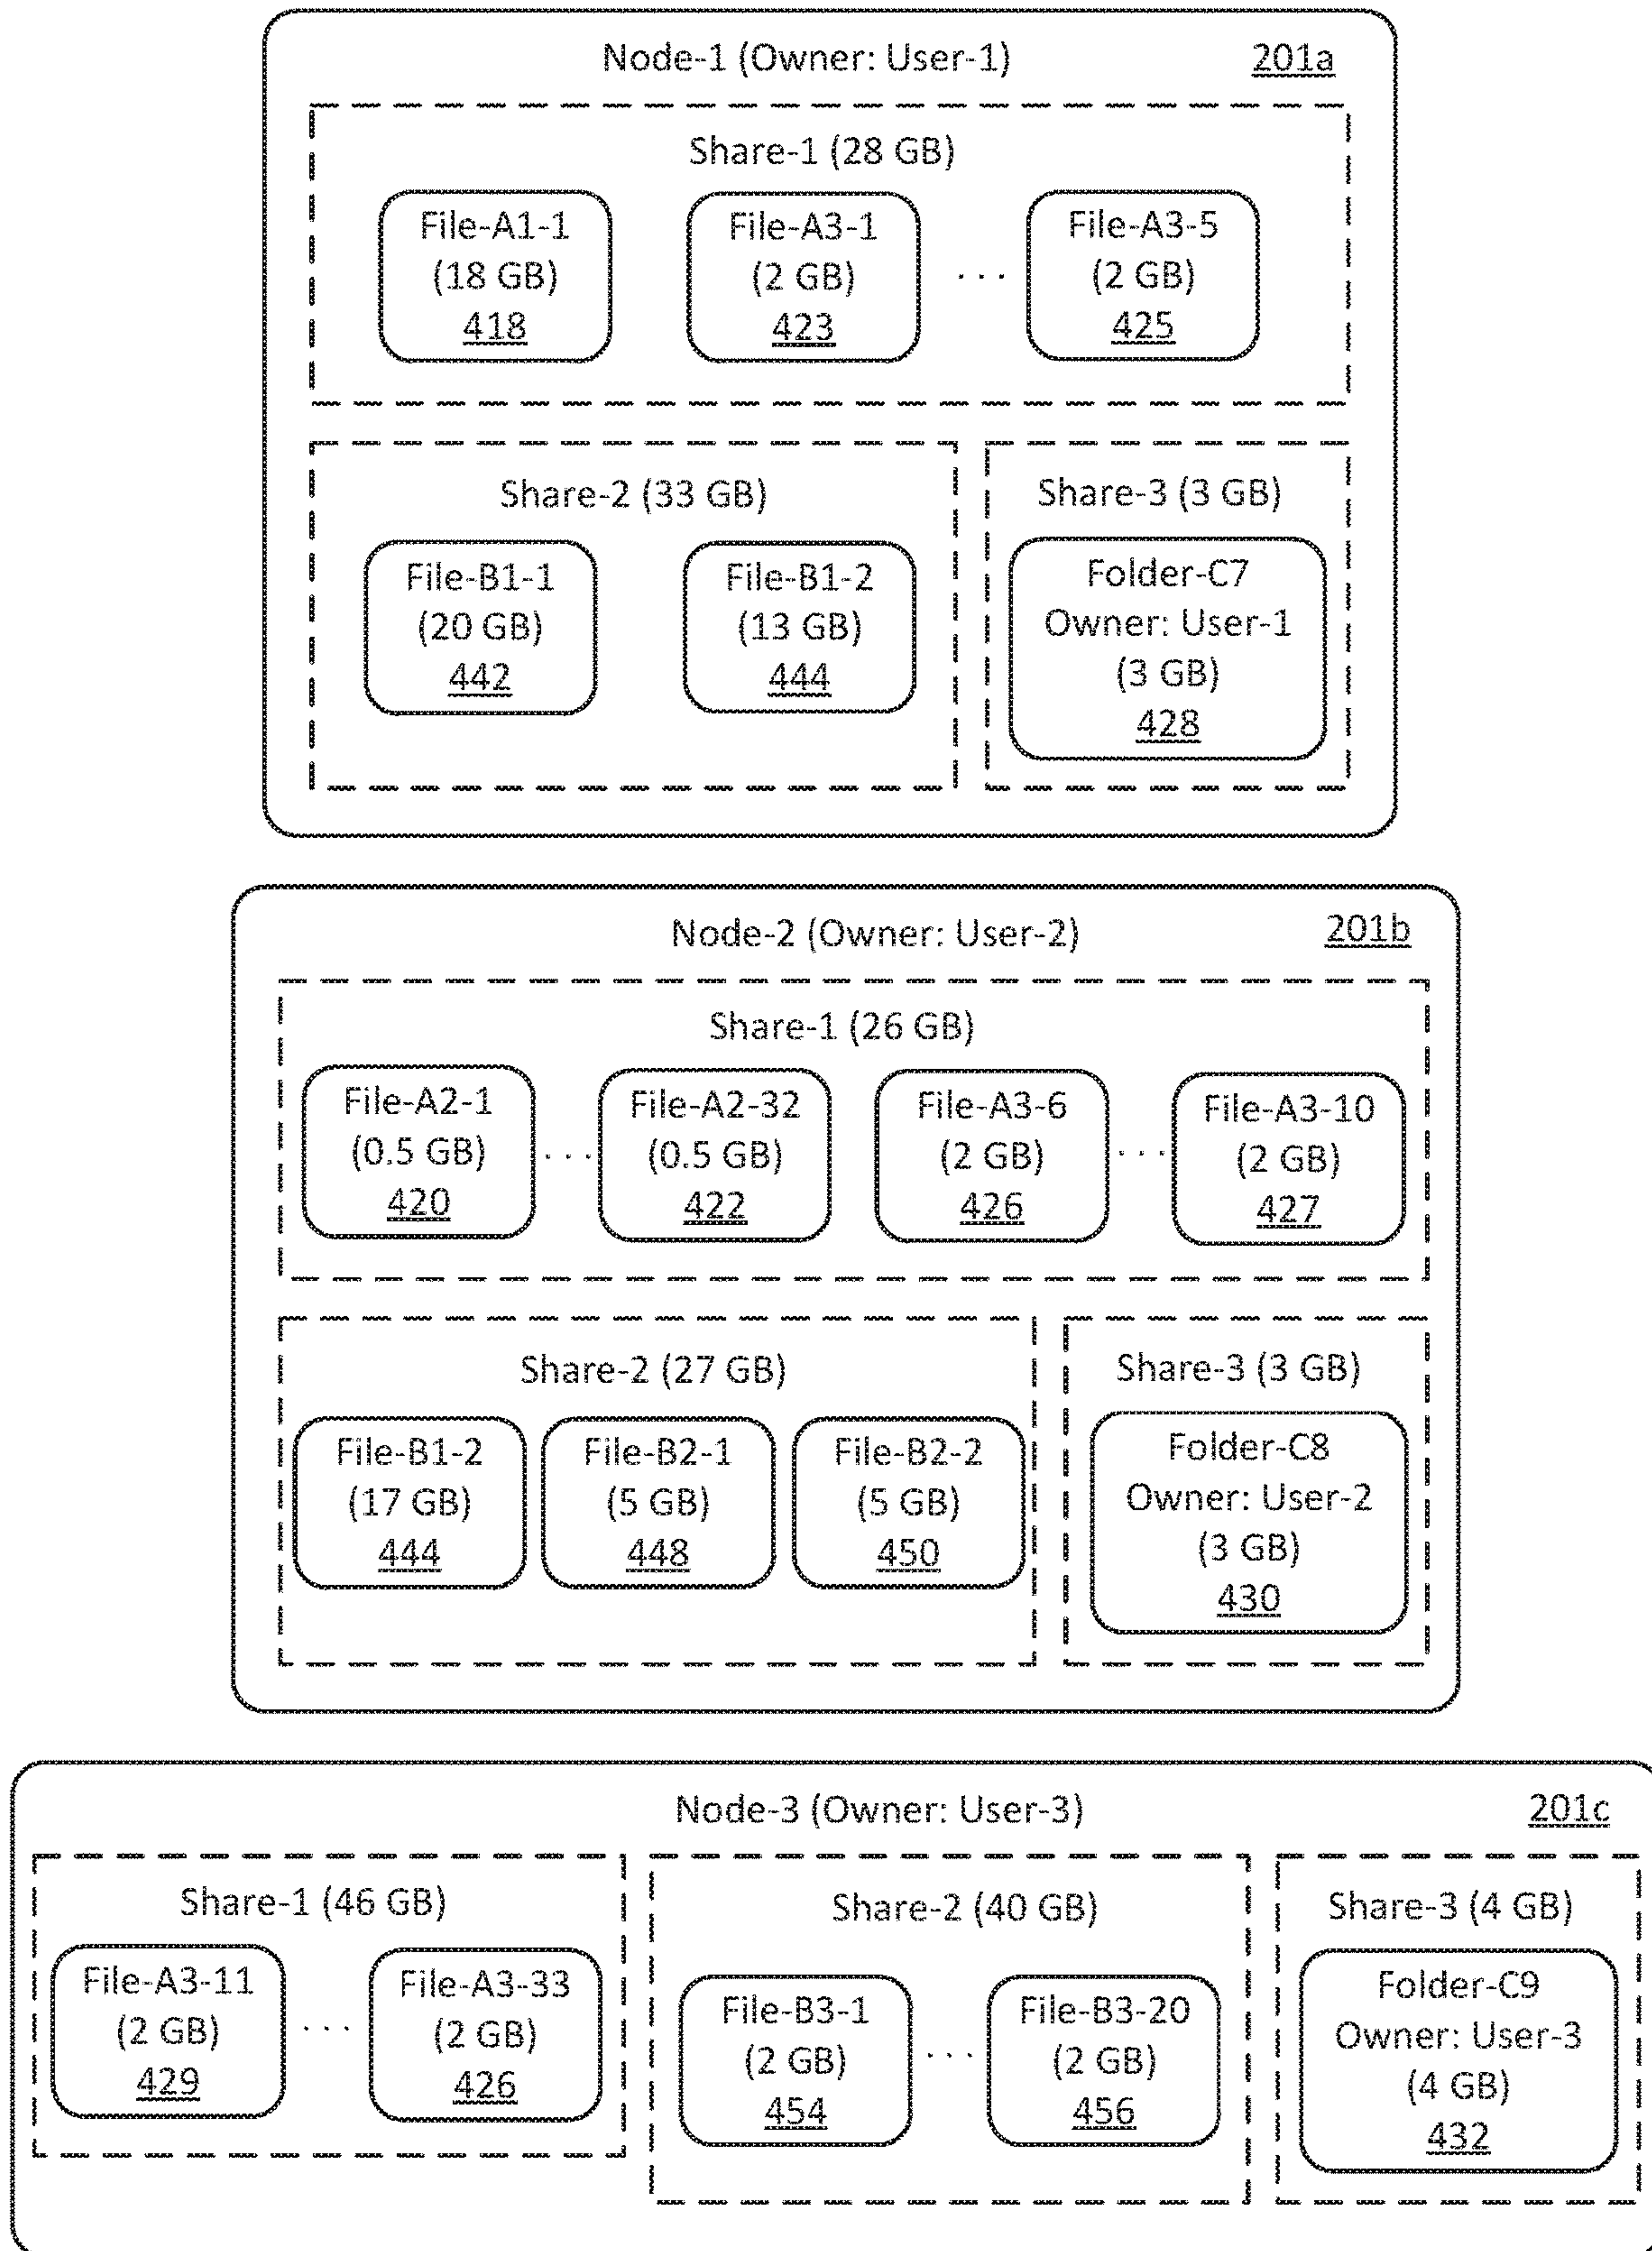 Node-1 (Owner: User-1) 201a
Share-1 (28 GB)
File-A1-1 File-A3-1 File-A3-5
(18 GB) (2 GB) ... (2 GB)
418 423 425
Share-2 (33 GB) Share-3 (3 GB)
File-B1-1 File-B1-2 Folder-C7
(20 GB) (13 GB) Owner: User-1
442 444 (3 GB)
428
Node-2 (Owner: User-2) 201b
Share-1 (26 GB)
File-A2-1 File-A2-32 File-A3-6 File-A3-10
(0.5 GB) ... (0.5 GB) (2 GB) ... (2 GB)
420 422 426 427
Share-2 (27 GB) Share-3 (3 GB)
File-B1-2 File-B2-1 File-B2-2 Folder-C8
(17 GB) (5 GB) (5 GB) Owner: User-2
444 448 450 (3 GB)
430
Node-3 (Owner: User-3) 201c
Share-1 (46 GB) Share-2 (40 GB) Share-3 (4 GB)
File-A3-11 File-A3-33 File-B3-1 File-B3-20 Folder-C9
(2 GB) ... (2 GB) (2 GB) ... (2 GB) Owner: User-3
429 426 454 456 (4 GB)
432